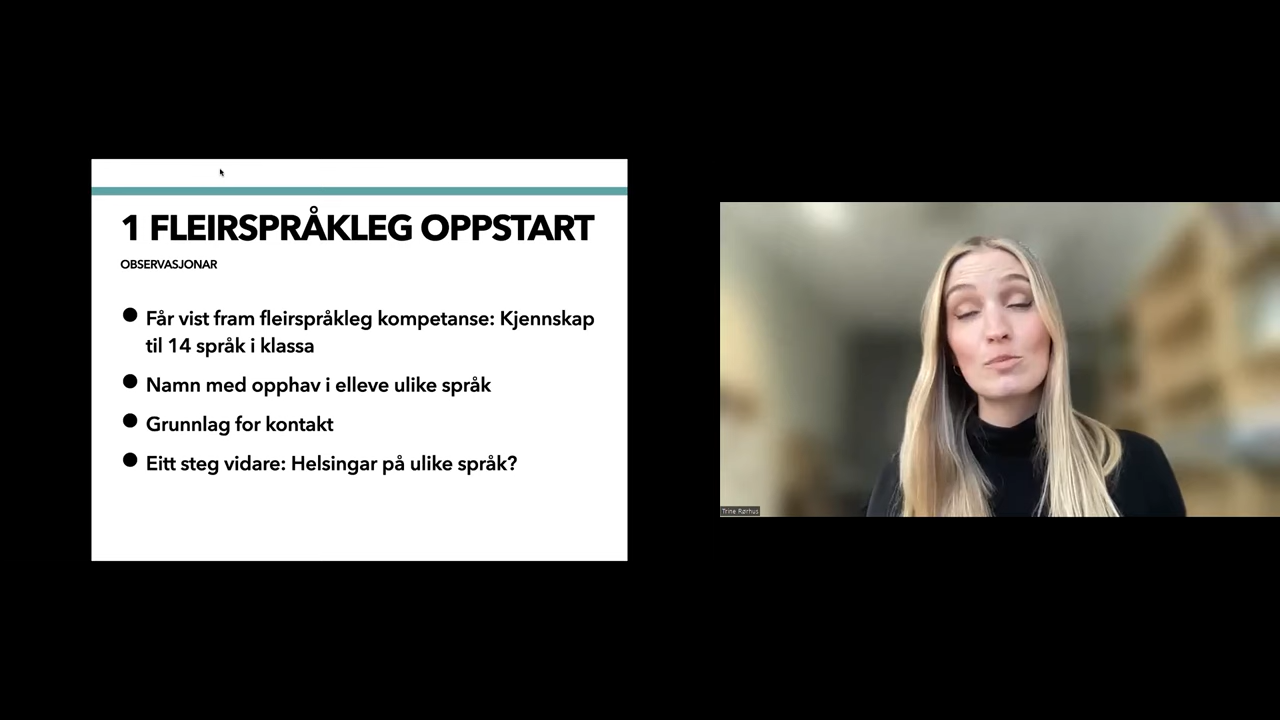 1 FLEIRSPRÅKLEG OPPSTART
OBSERVASJONAR
● Får vist fram fleirspråkleg kompetanse: Kjennskap
til 14 språk i klassa
● Namn med opphav i elleve ulike språk
● Grunnlag for kontakt
● Eitt steg vidare: Helsingar på ulike språk?
Trine Rørhus